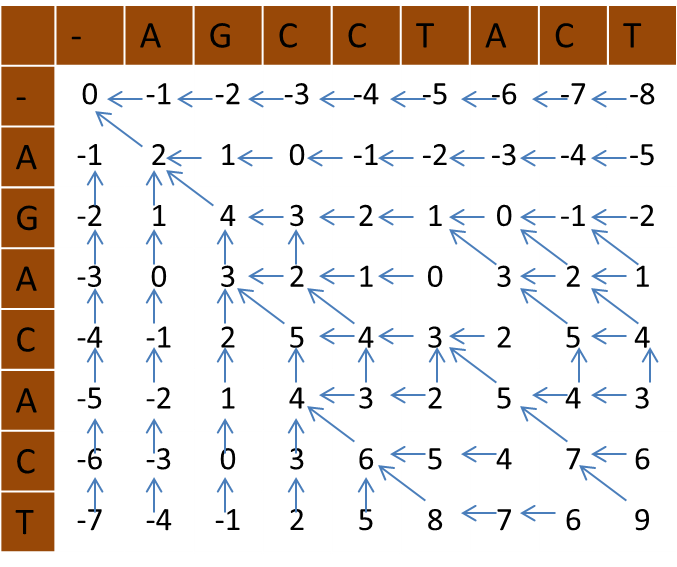 - A G C C T A C T
- 0 -1 -2 -3 -4 -5 -6 -7 -8
A -1 2 1 0 -1 -2 -3 -4 -5
G -2 1 4 3 2 1 0 -1 -2
A -3 0 3 2 1 0 3 2 1
C -4 -1 2 5 4 3 2 5 4
A -5 -2 1 4 3 2 5 4 3
C -6 -3 0 3 6 5 4 7 6
T -7 -4 -1 2 5 8 7 6 9